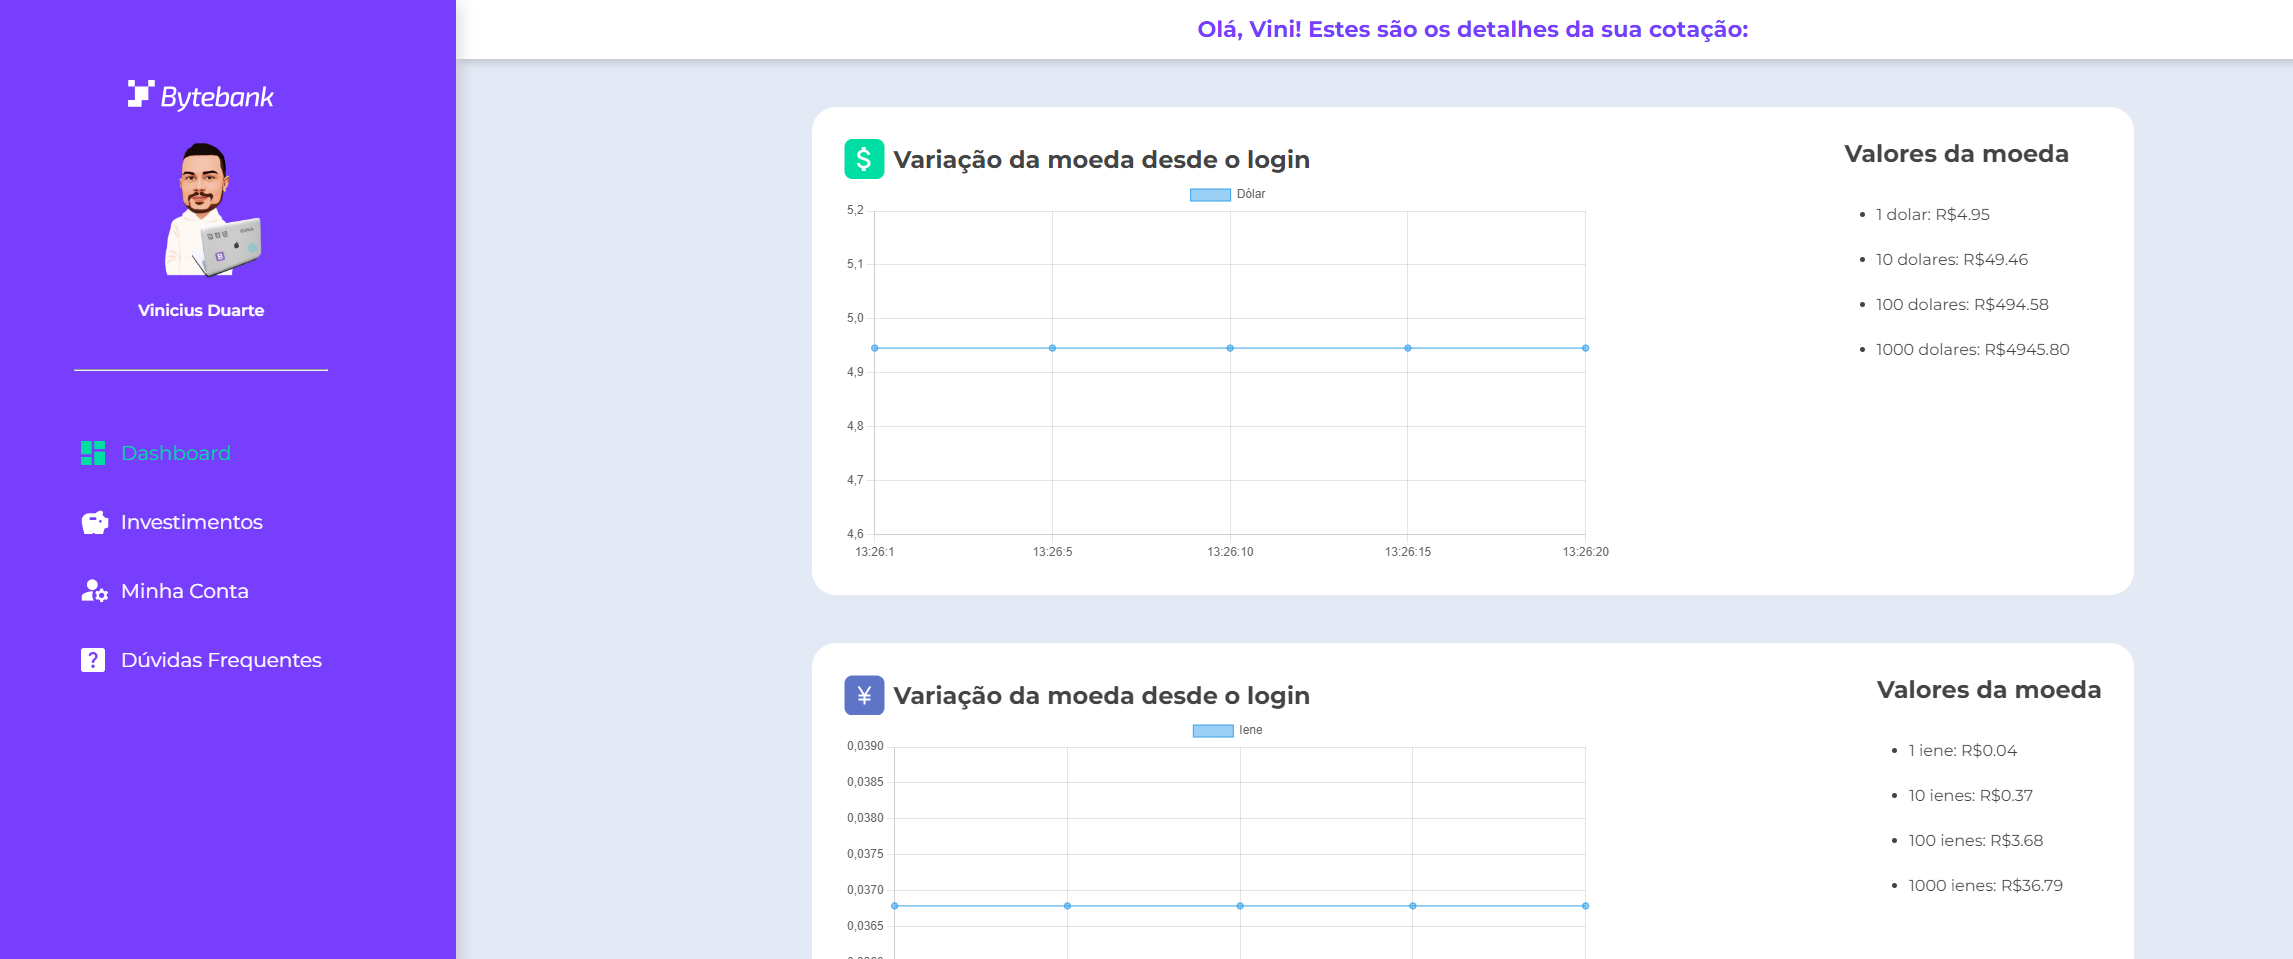 Bytebank
Vinicius Duarte
Dashboard
Investimentos
Minha Conta
Dúvidas Frequentes
Olá, Vini! Estes são os detalhes da sua cotação:
$ Variação da moeda desde o login
Dólar
5,2
5,1
5,0
4,9
4,8
4,7
4,6
13:26:1 13:26:5 13:26:10 13:26:15 13:26:20
Valores da moeda
1 dolar: R$4.95
10 dolares: R$49.46
100 dolares: R$494.58
1000 dolares: R$4945.80
¥ Variação da moeda desde o login
Iene
0,0390
0,0385
0,0380
0,0375
0,0370
0,0365
Valores da moeda
1 iene: R$0.04
10 ienes: R$0.37
100 ienes: R$3.68
1000 ienes: R$36.79